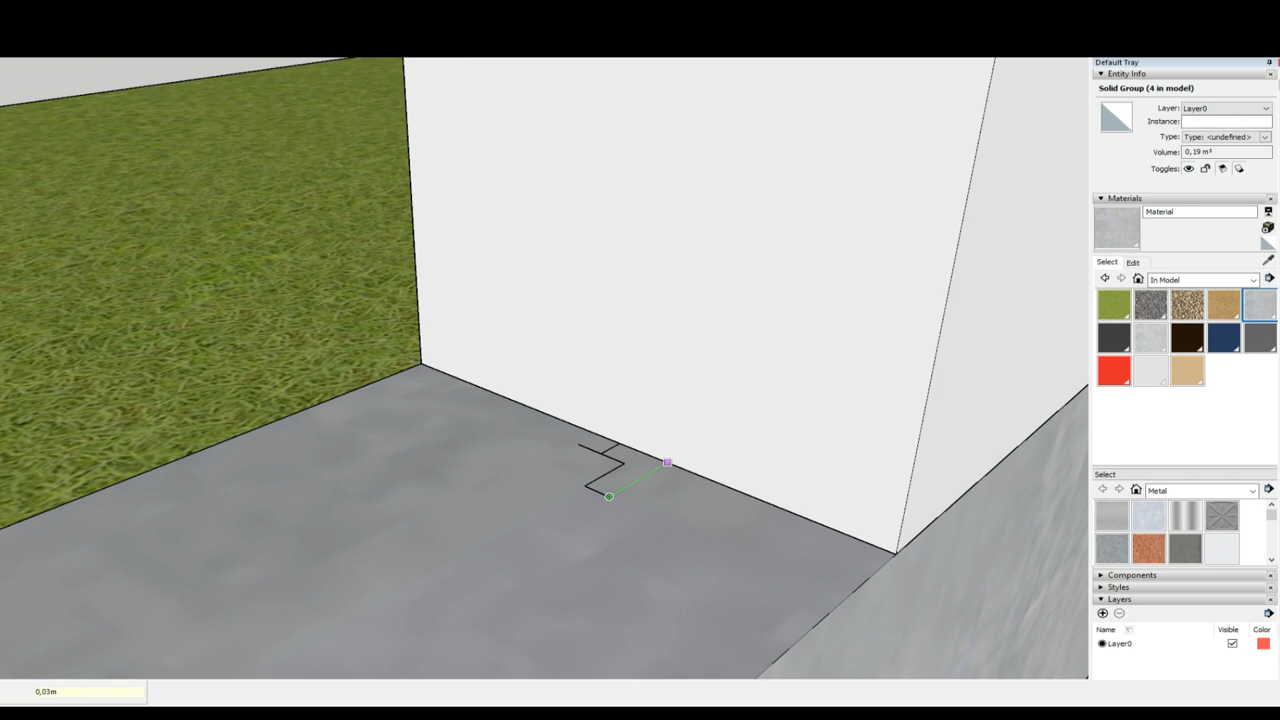 Default Tray
Entity Info
Solid Group (4 in model)
Layer: Layer0
Instance:
Type: Type: <undefined>
Volume: 0,19 m³
Toggles:
Materials
Material
Select Edit
In Model
Select
Metal
Components
Styles
Layers
Name Visible Color
Layer0
0,03m